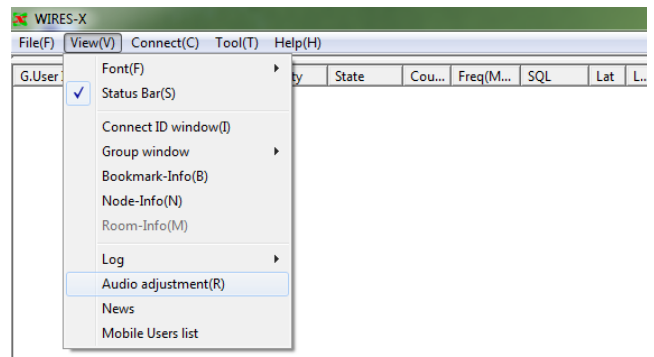 WIRES-X
File(F) View(V) Connect(C) Tool(T) Help(H)
G.User State Cou... Freq(M... SQL Lat L...
Font(F)
Status Bar(S)
Connect ID window(I)
Group window
Bookmark-Info(B)
Node-Info(N)
Room-Info(M)
Log
Audio adjustment(R)
News
Mobile Users list